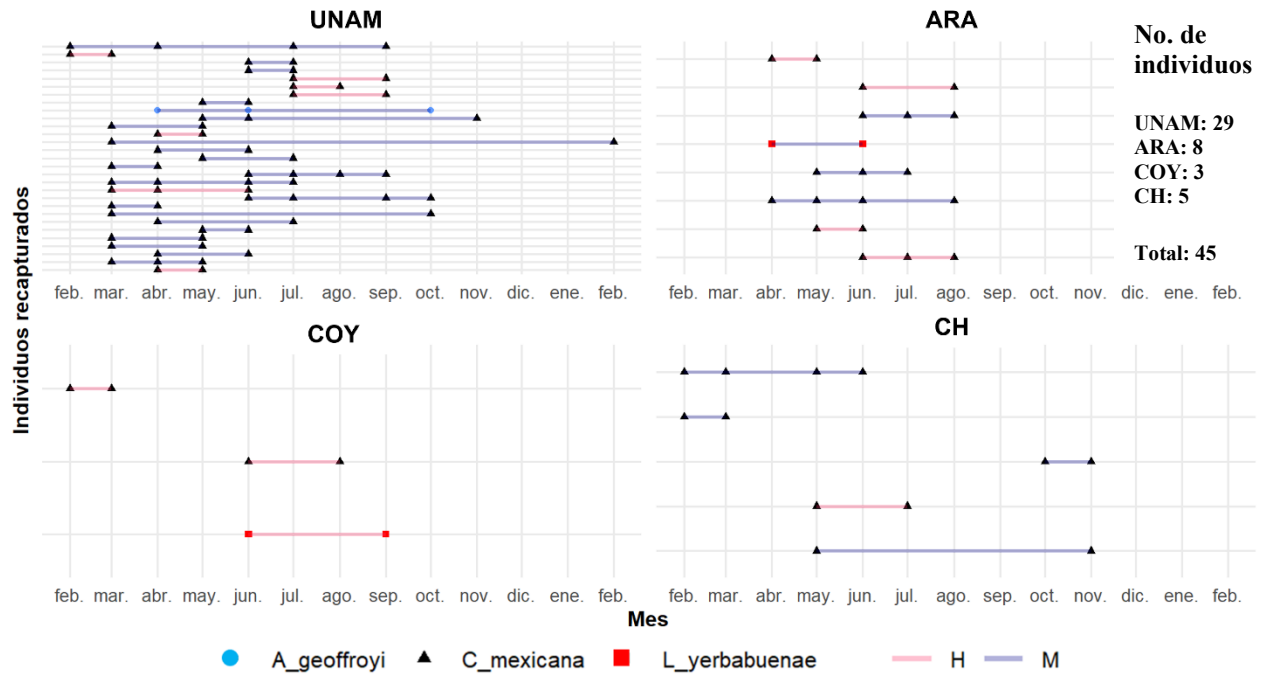 UNAM
ARA
No. de
individuos
UNAM: 29
ARA: 8
COY: 3
CH: 5
Total: 45
Individuos recapturados
feb. mar. abr. may. jun. jul. ago. sep. oct. nov. dic. ene. feb.
feb. mar. abr. may. jun. jul. ago. sep. oct. nov. dic. ene. feb.
COY
CH
feb. mar. abr. may. jun. jul. ago. sep. oct. nov. dic. ene. feb.
feb. mar. abr. may. jun. jul. ago. sep. oct. nov. dic. ene. feb.
Mes
A_geoffroyi C_mexicana L_yerbabuenae H M